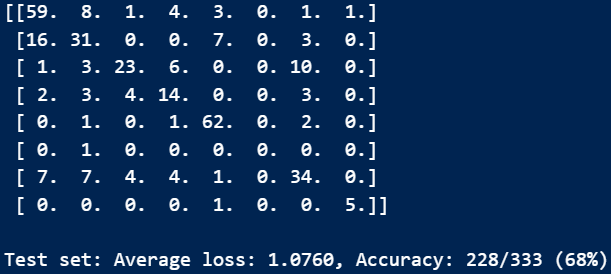 [[59. 8. 1. 4. 3. 0. 1. 1.]
[16. 31. 0. 0. 7. 0. 3. 0.]
[ 1. 3. 23. 6. 0. 0. 10. 0.]
[ 2. 3. 4. 14. 0. 0. 3. 0.]
[ 0. 1. 0. 1. 62. 0. 2. 0.]
[ 0. 1. 0. 0. 0. 0. 0. 0.]
[ 7. 7. 4. 4. 1. 0. 34. 0.]
[ 0. 0. 0. 0. 1. 0. 0. 5.]]
Test set: Average loss: 1.0760, Accuracy: 228/333 (68%)